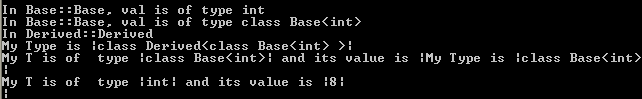 In Base::Base, val is of type int
In Base::Base, val is of type class Base<int>
In Derived::Derived
My Type is |class Derived<class Base<int> >|
My T is of  type |class Base<int>| and its value is |My Type is |class Base<int>
|
My T is of  type |int| and its value is |8|
|